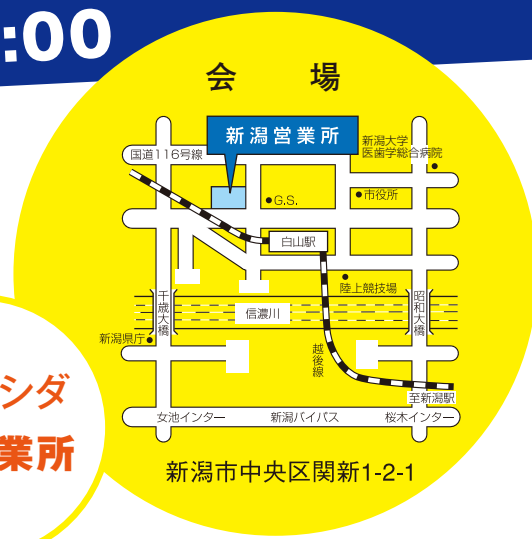 :00
会場
新潟営業所
国道116号線
新潟大学
医歯学総合病院
●G.S.
●市役所
白山駅
陸上競技場
千歳大橋
信濃川
昭和大橋
新潟県庁
越後線
至新潟駅
女池インター
新潟バイパス
桜木インター
シダ
業所
新潟市中央区関新1-2-1